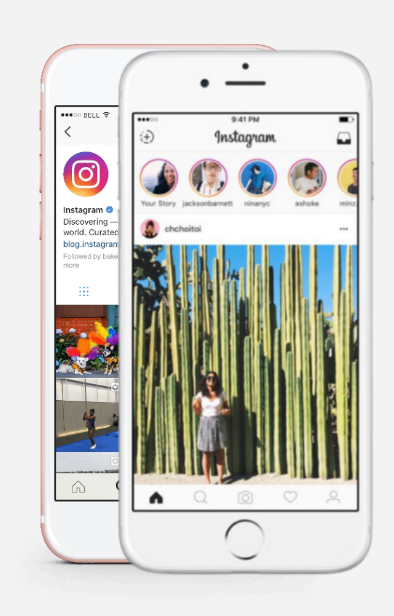 BELL
Instagram
Discovering —
world. Curated
blog.instagram
Followed by bake
more
9:41 PM
Instagram
Your Story jacksonbarnett ninanyc ashoke minz
chchoitoi